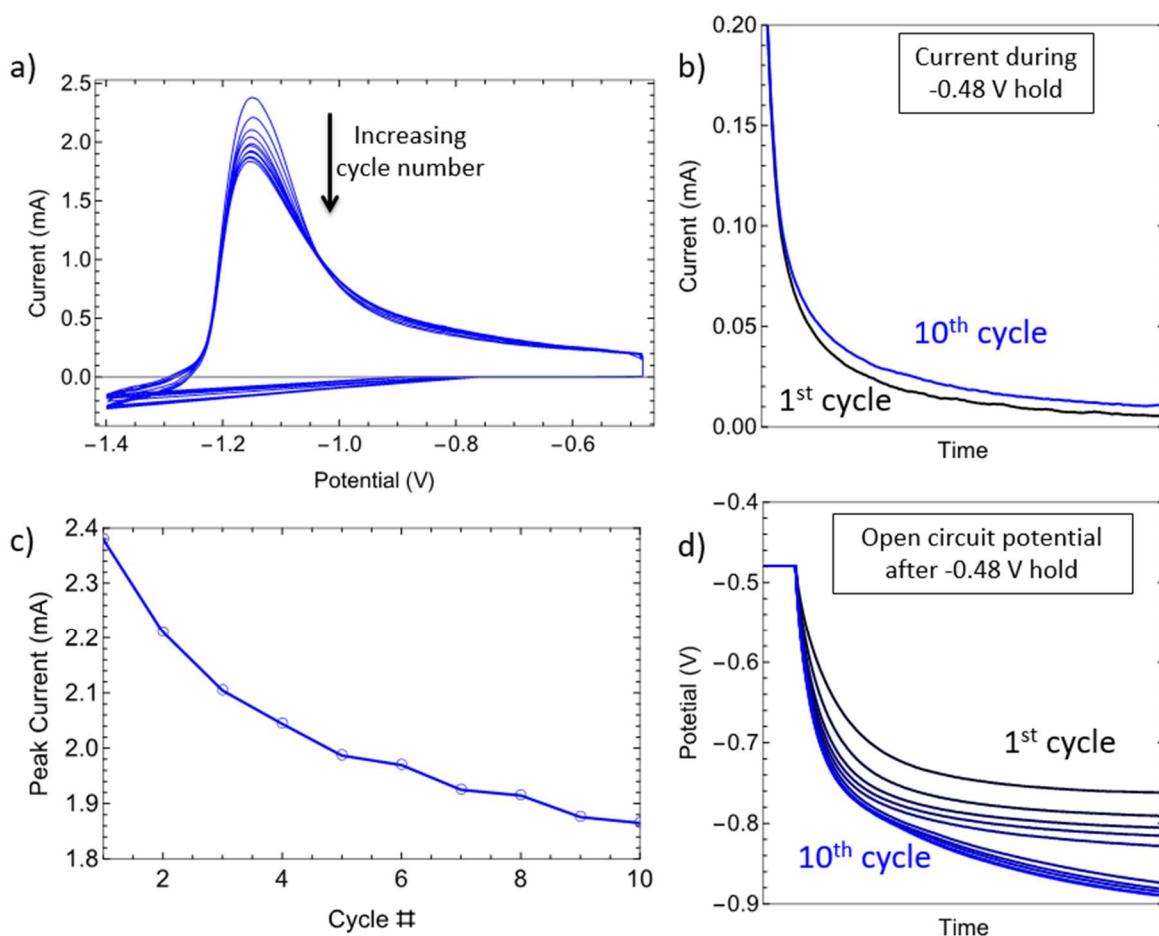 a)
2.5
2.0
1.5
1.0
0.5
0.0
Current (mA)
Increasing
cycle number
−1.4
−1.2
−1.0
−0.8
−0.6
Potential (V)
b)
0.20
0.15
0.10
0.05
0.00
Current (mA)
Current during
-0.48 V hold
10th cycle
1st cycle
Time
c)
2.4
2.3
2.2
2.1
2.0
1.9
1.8
Peak Current (mA)
2
4
6
8
10
Cycle #
d)
−0.4
−0.5
−0.6
−0.7
−0.8
−0.9
Potetial (V)
Open circuit potential
after -0.48 V hold
1st cycle
10th cycle
Time